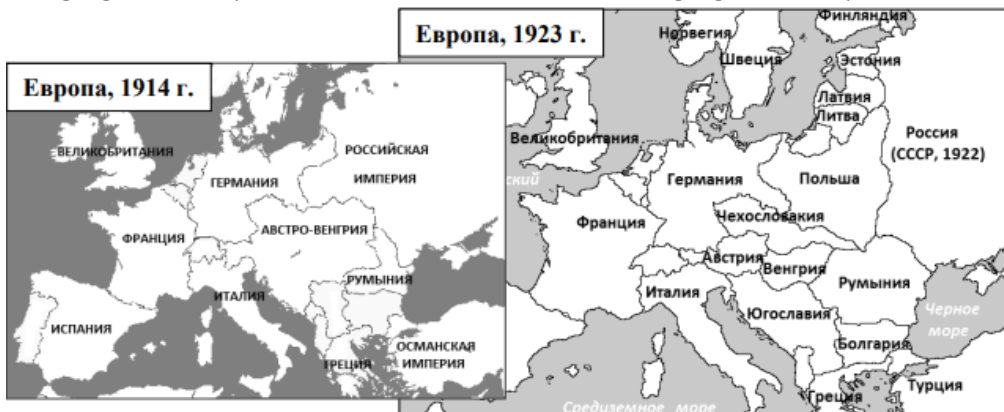 Европа, 1914 г.
ВЕЛИКОБРИТАНИЯ
РОССИЙСКАЯ
ИМПЕРИЯ
ГЕРМАНИЯ
АВСТРО-ВЕНГРИЯ
ФРАНЦИЯ
РУМЫНИЯ
ИТАЛИЯ
ИСПАНИЯ
ОСМАНСКАЯ
ИМПЕРИЯ
ГРЕЦИЯ
Европа, 1923 г.
Финляндия
Норвегия
Швеция
Эстония
Латвия
Литва
Великобритания
Россия
(СССР, 1922)
ский
Германия
Польша
Франция
Чехословакия
Австрия
Венгрия
Румыния
Италия
Югославия
Черное
море
Болгария
Турция
Греция
Средиземное море